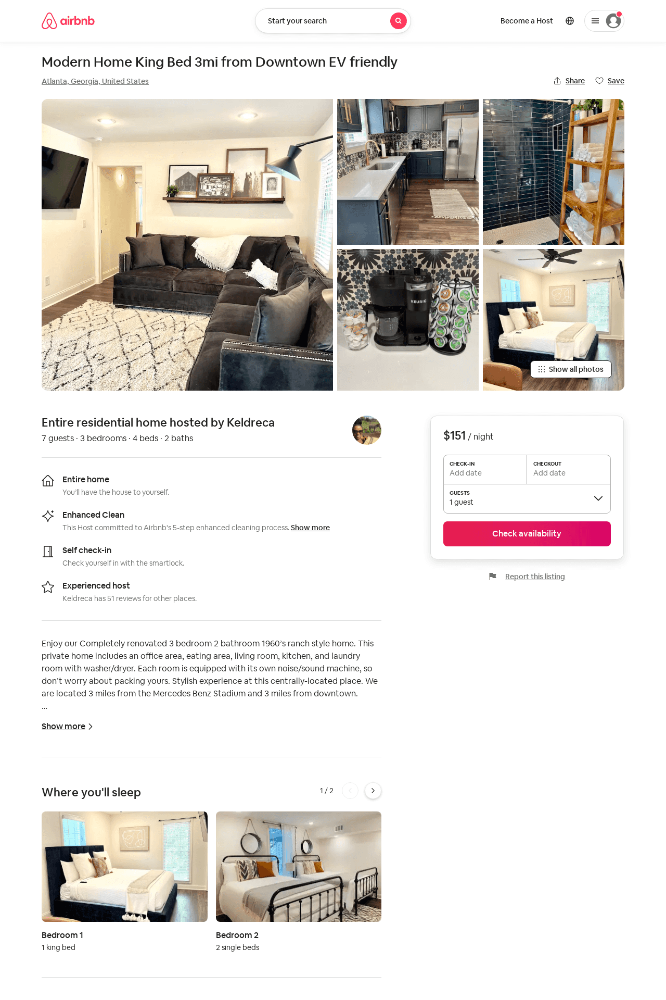 airbnb
Start your search
Become a Host
Modern Home King Bed 3mi from Downtown EV friendly
Atlanta, Georgia, United States
Share
Save
KEURIG
Show all photos
Entire residential home hosted by Keldreca
7 guests · 3 bedrooms · 4 beds · 2 baths
Entire home
You’ll have the house to yourself.
Enhanced Clean
This Host committed to Airbnb's 5-step enhanced cleaning process. Show more
Self check-in
Check yourself in with the smartlock.
Experienced host
Keldreca has 51 reviews for other places.
$151 / night
CHECK-IN
Add date
CHECKOUT
Add date
GUESTS
1 guest
Check availability
Report this listing
Enjoy our Completely renovated 3 bedroom 2 bathroom 1960’s ranch style home. This
private home includes an office area, eating area, living room, kitchen, and laundry
room with washer/dryer. Each room is equipped with its own noise/sound machine, so
don’t worry about packing yours. Stylish experience at this centrally-located place. We
are located 3 miles from the Mercedes Benz Stadium and 3 miles from downtown.
...
Show more
Where you'll sleep
1 / 2
Bedroom 1
1 king bed
Bedroom 2
2 single beds